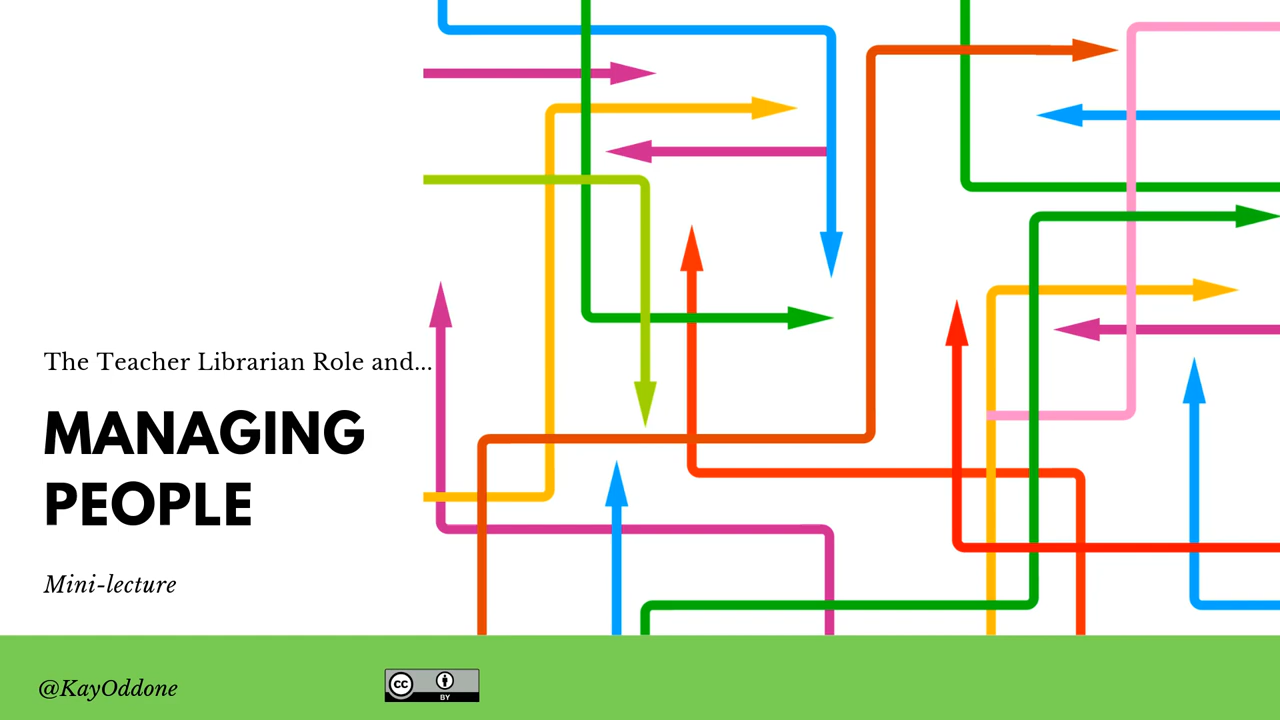 The Teacher Librarian Role and...
MANAGING
PEOPLE
Mini-lecture
@KayOddone
CC
BY